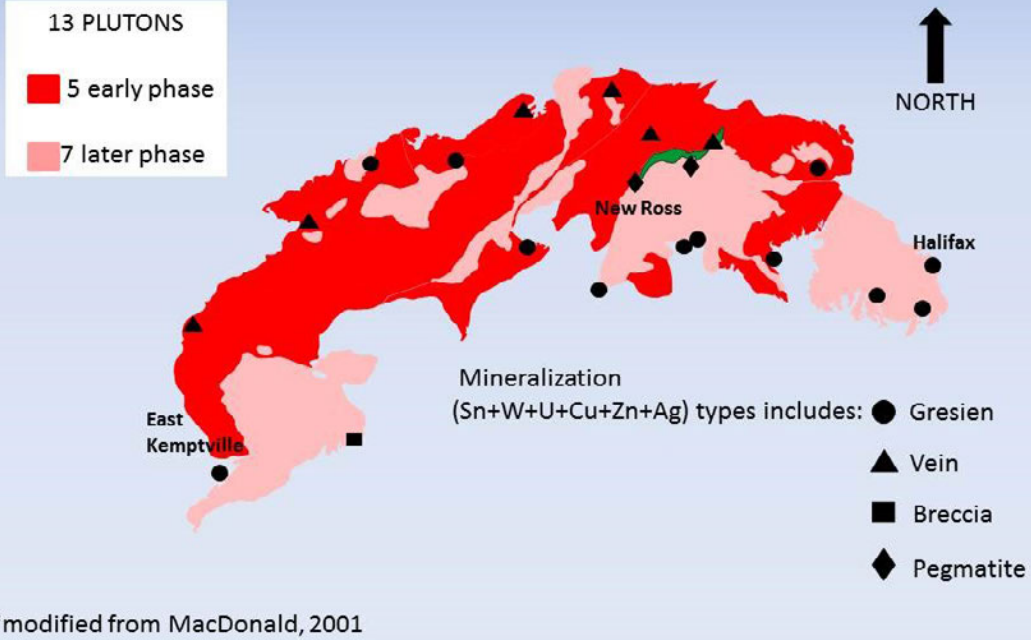 13 PLUTONS
5 early phase
7 later phase
NORTH
New Ross
Halifax
East
Kemptville
Mineralization
(Sn+W+U+Cu+Zn+Ag) types includes:
Gresien
Vein
Breccia
Pegmatite
modified from MacDonald, 2001